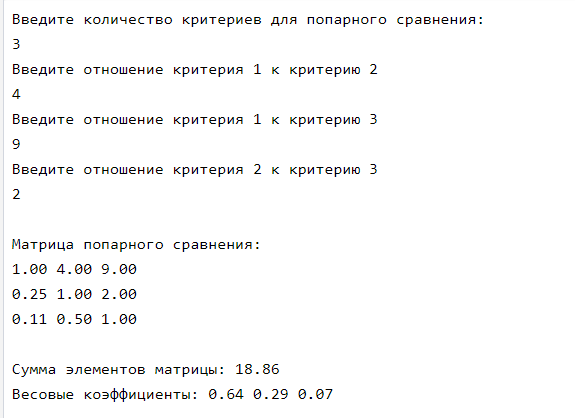 Введите количество критериев для попарного сравнения:
3
Введите отношение критерия 1 к критерию 2
4
Введите отношение критерия 1 к критерию 3
9
Введите отношение критерия 2 к критерию 3
2
Матрица попарного сравнения:
1.00 4.00 9.00
0.25 1.00 2.00
0.11 0.50 1.00
Сумма элементов матрицы: 18.86
Весовые коэффициенты: 0.64 0.29 0.07